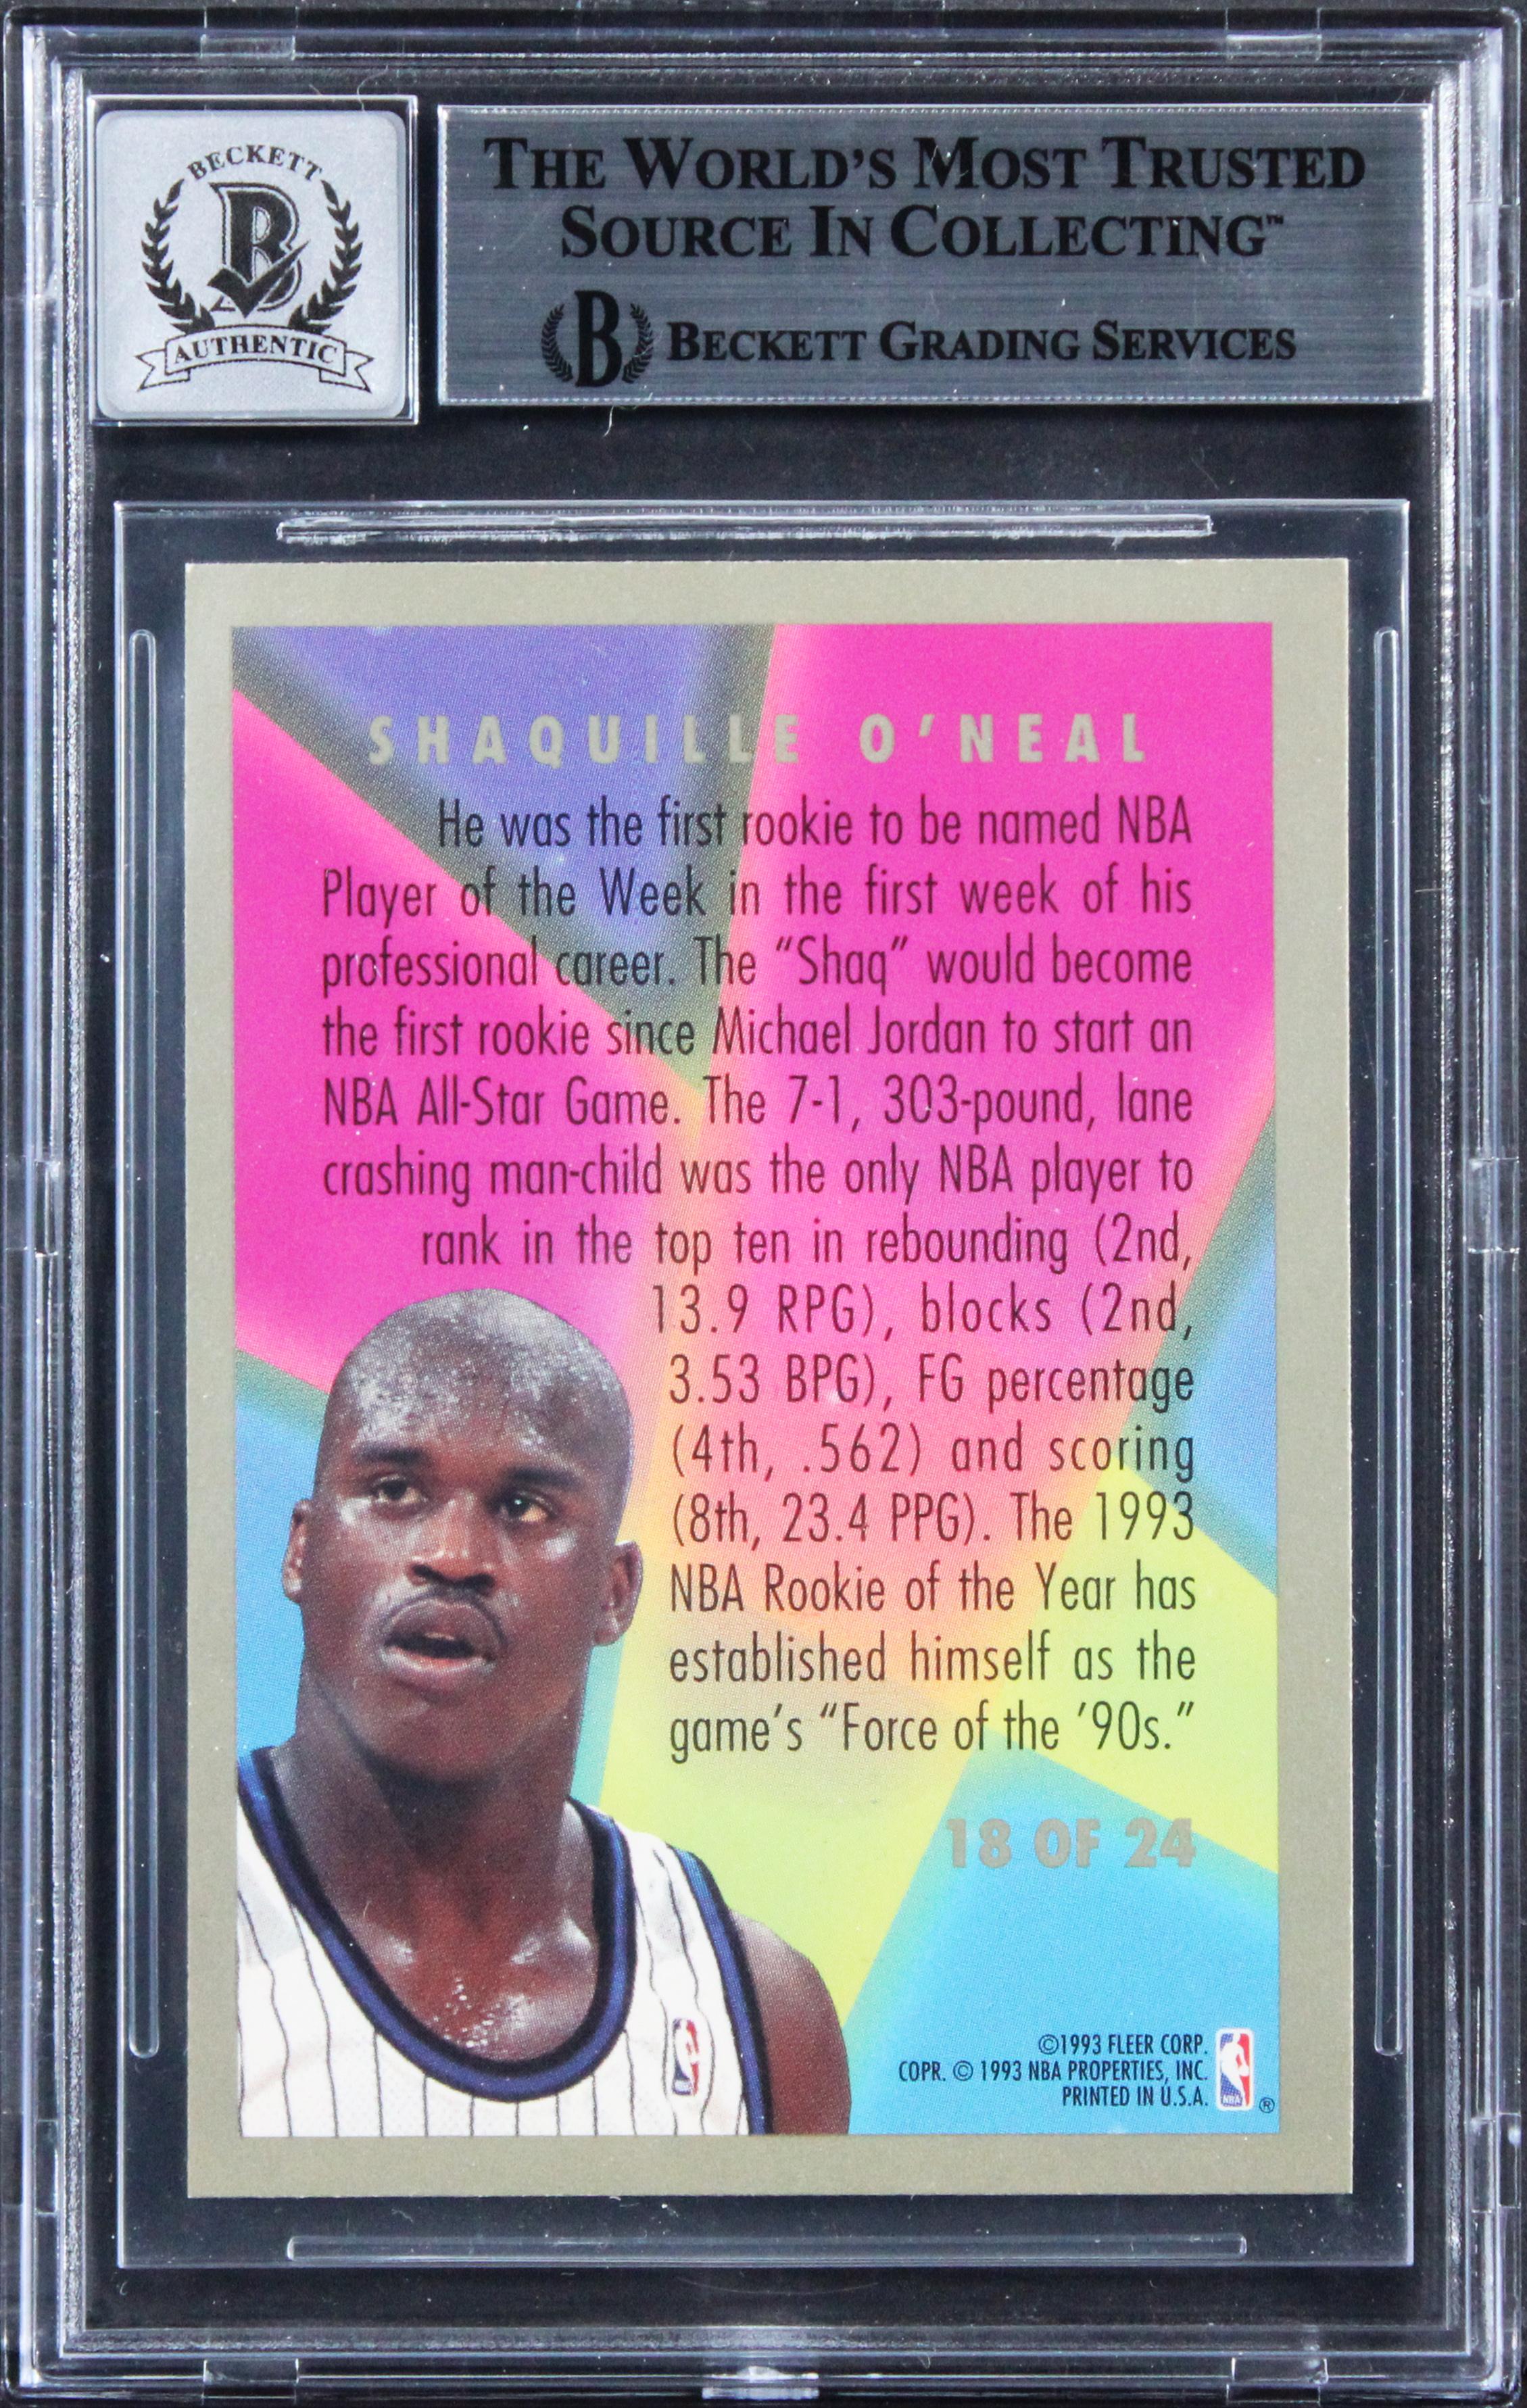 BECKETT
B
AUTHENTIC
THE WORLD'S MOST TRUSTED
SOURCE IN COLLECTING™
B BECKETT GRADING SERVICES
SHAQUILLE O'NEAL
He was the first rookie to be named NBA
Player of the Week in the first week of his
professional career. The “Shaq” would become
the first rookie since Michael Jordan to start an
NBA All-Star Game. The 7-1, 303-pound, lane
crashing man-child was the only NBA player to
rank in the top ten in rebounding (2nd,
13.9 RPG), blocks (2nd,
3.53 BPG), FG percentage
(4th, .562) and scoring
(8th, 23.4 PPG). The 1993
NBA Rookie of the Year has
established himself as the
game's “Force of the '90s.”
18 OF 24
©1993 FLEER CORP.
COPR. © 1993 NBA PROPERTIES, INC.
PRINTED IN U.S.A.
NBA ®